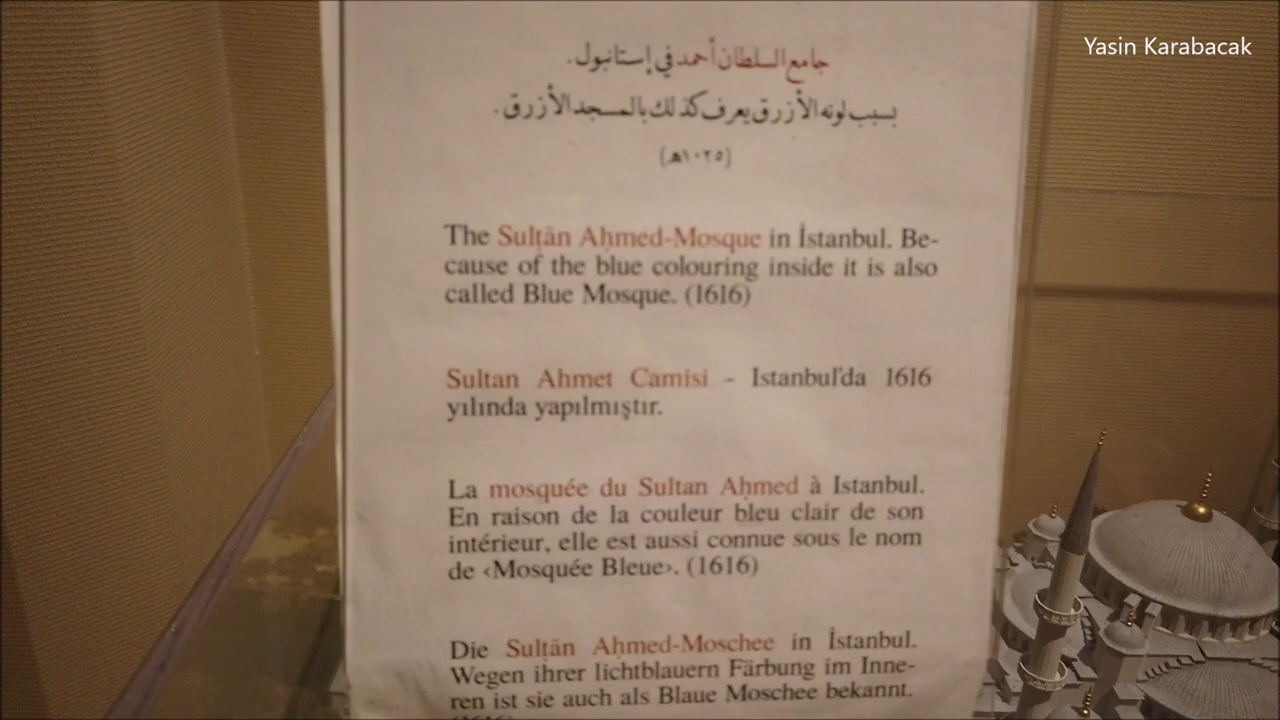 Yasin Karabacak
جامع السلطان أحمد في إستانبول.
بسبب لونه الأزرق يعرف كذلك بالمسجد الأزرق.
(١٠٢٥هـ)
The Sulṭān Aḥmed-Mosque in İstanbul. Be-
cause of the blue colouring inside it is also
called Blue Mosque. (1616)
Sultan Ahmet Camisi - Istanbul'da 1616
yılında yapılmıştır.
La mosquée du Sultan Aḥmed à Istanbul.
En raison de la couleur bleu clair de son
intérieur, elle est aussi connue sous le nom
de ‹Mosquée Bleue›. (1616)
Die Sulṭān Aḥmed-Moschee in İstanbul.
Wegen ihrer lichtblauern Färbung im Inne-
ren ist sie auch als Blaue Moschee bekannt.